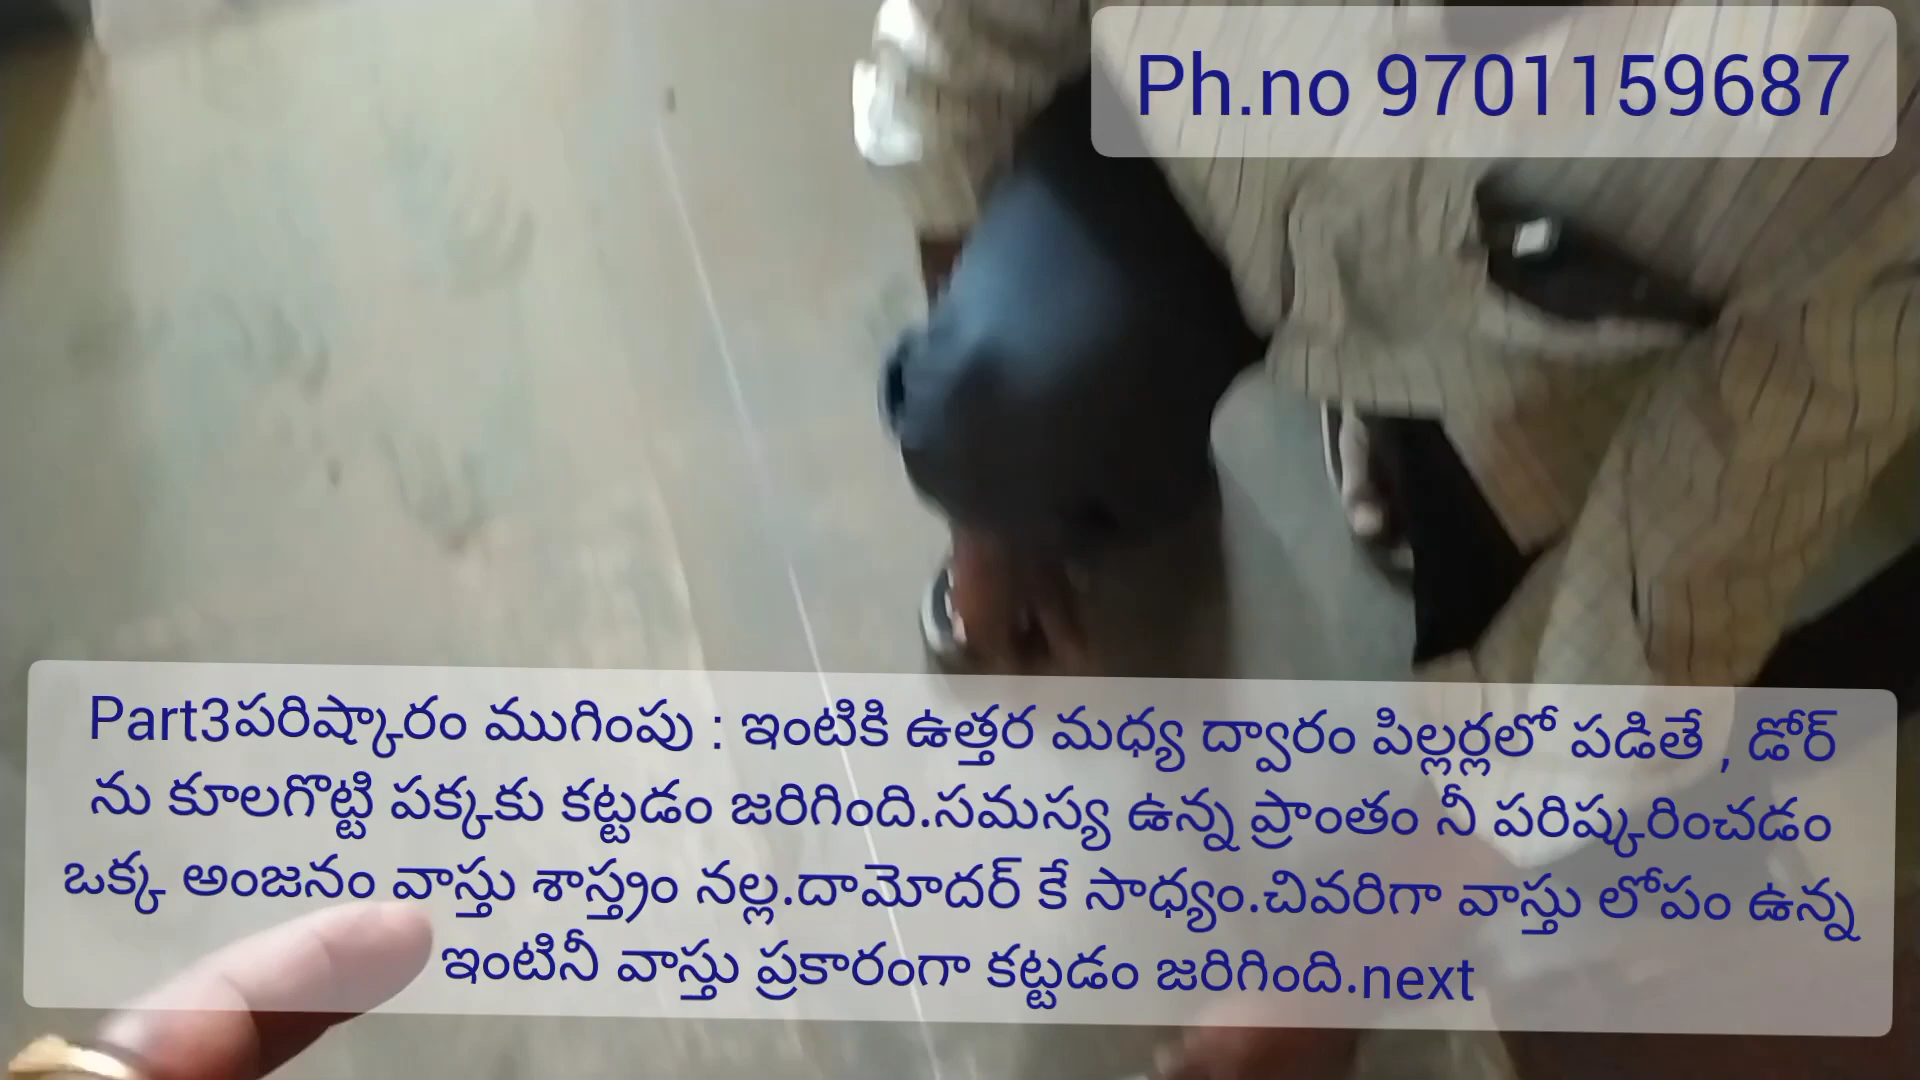 Ph.no 9701159687
Part3పరిష్కారం ముగింపు : ఇంటికి ఉత్తర మధ్య ద్వారం పిల్లర్లలో పడితే , డోర్
ను కూలగొట్టి పక్కకు కట్టడం జరిగింది.సమస్య ఉన్న ప్రాంతం నీ పరిష్కరించడం
ఒక్క అంజనం వాస్తు శాస్త్రం నల్ల.దామోదర్ కే సాధ్యం.చివరిగా వాస్తు లోపం ఉన్న
ఇంటినీ వాస్తు ప్రకారంగా కట్టడం జరిగింది.next